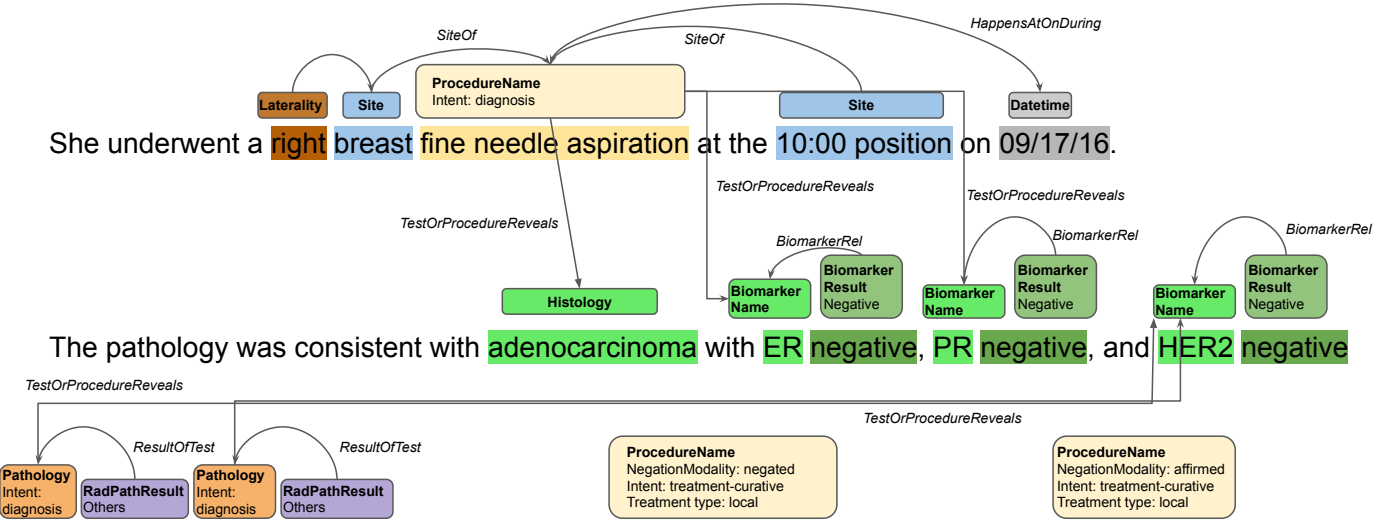 HappensAtOnDuring
SiteOf SiteOf
ProcedureName
Intent: diagnosis
Laterality Site Site Datetime
She underwent a right breast fine needle aspiration at the 10:00 position on 09/17/16.
TestOrProcedureReveals TestOrProcedureReveals
TestOrProcedureReveals
BiomarkerRel BiomarkerRel BiomarkerRel
Biomarker
Result
Negative
Biomarker
Result
Negative
Biomarker
Result
Negative
Histology
Biomarker
Name
Biomarker
Name
Biomarker
Name
The pathology was consistent with adenocarcinoma with ER negative, PR negative, and HER2 negative
TestOrProcedureReveals
TestOrProcedureReveals
ResultOfTest ResultOfTest
Pathology
Intent:
diagnosis
RadPathResult
Others
Pathology
Intent:
diagnosis
RadPathResult
Others
ProcedureName
NegationModality: negated
Intent: treatment-curative
Treatment type: local
ProcedureName
NegationModality: affirmed
Intent: treatment-curative
Treatment type: local